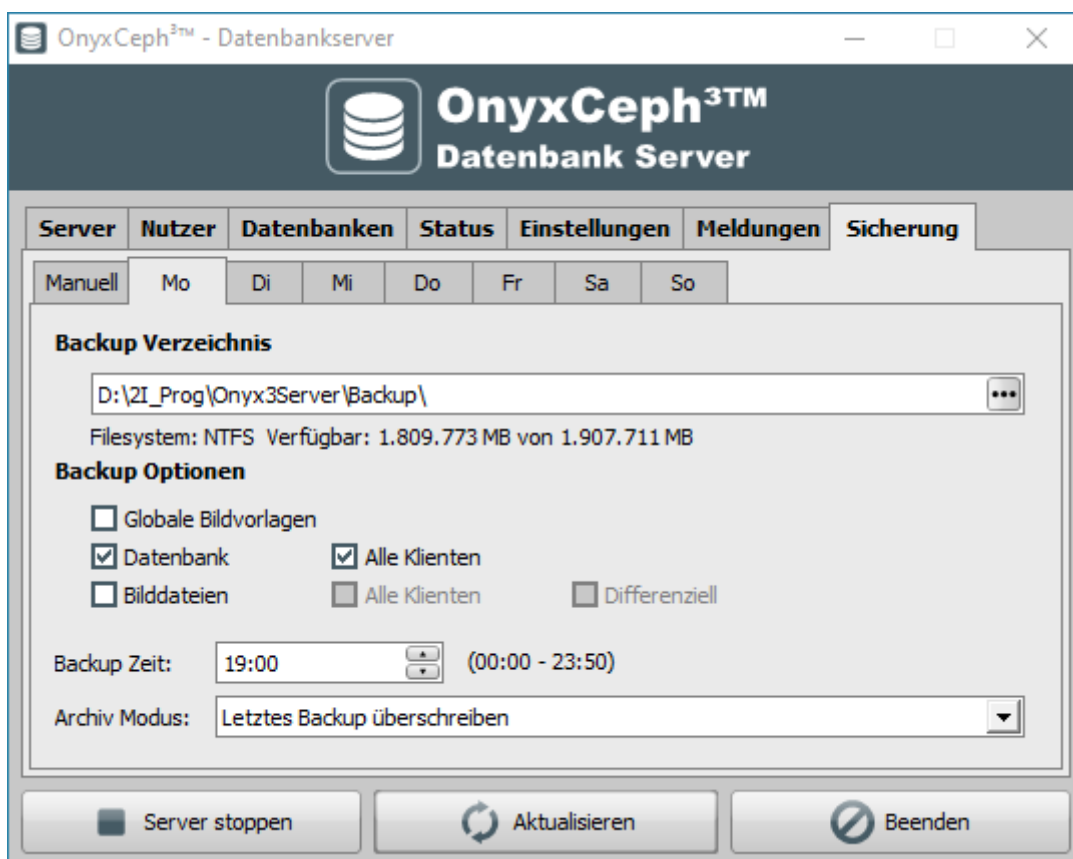 OnyxCeph³™ - Datenbankserver
OnyxCeph³™
Datenbank Server
Server Nutzer Datenbanken Status Einstellungen Meldungen Sicherung
Manuell Mo Di Mi Do Fr Sa So
Backup Verzeichnis
D:\2I_Prog\Onyx3Server\Backup\
Filesystem: NTFS Verfügbar: 1.809.773 MB von 1.907.711 MB
Backup Optionen
Globale Bildvorlagen
Datenbank Alle Klienten
Bilddateien Alle Klienten Differenziell
Backup Zeit: 19:00 (00:00 - 23:50)
Archiv Modus: Letztes Backup überschreiben
Server stoppen Aktualisieren Beenden